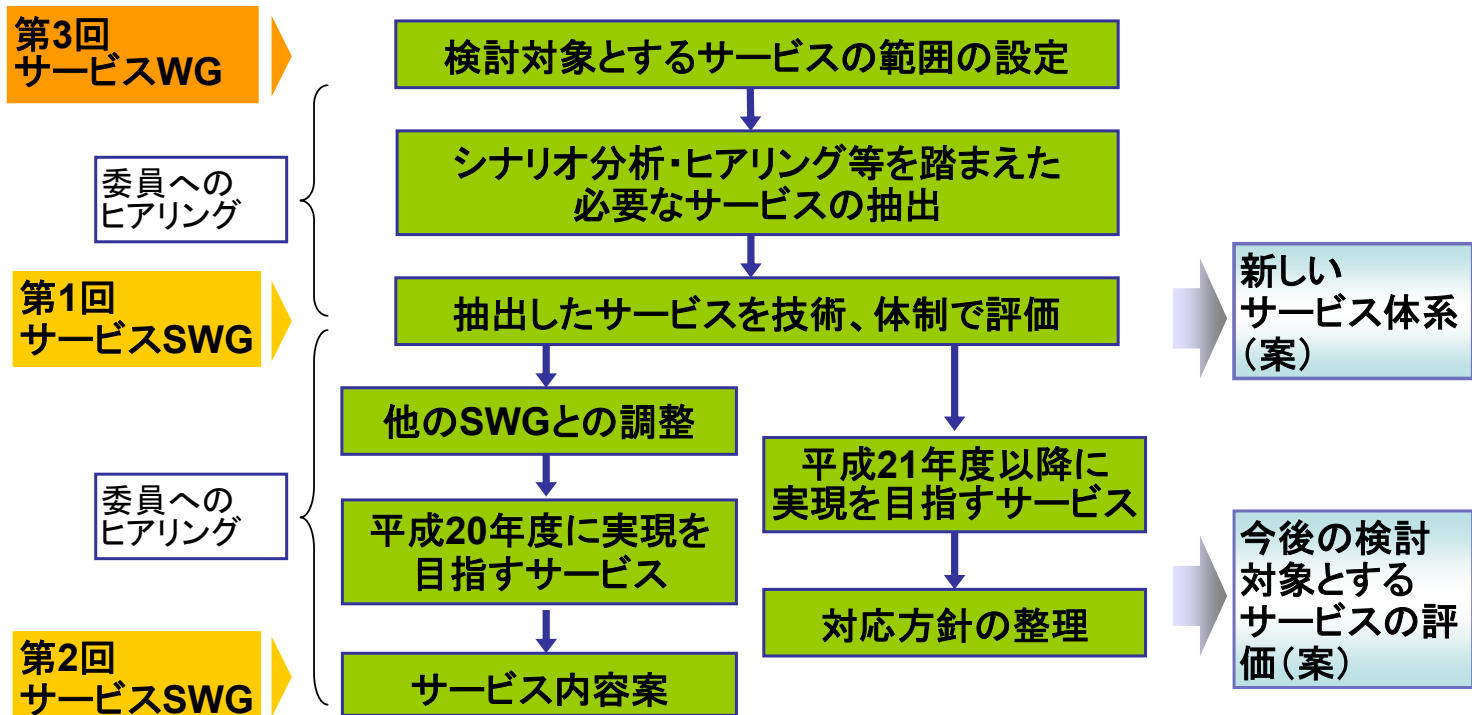 第3回
サービスWG
検討対象とするサービスの範囲の設定
委員への
ヒアリング
シナリオ分析・ヒアリング等を踏まえた
必要なサービスの抽出
第1回
サービスSWG
抽出したサービスを技術、体制で評価
新しい
サービス体系
（案）
他のSWGとの調整
平成21年度以降に
実現を目指すサービス
委員への
ヒアリング
平成20年度に実現を
目指すサービス
対応方針の整理
今後の検討
対象とする
サービスの評
価（案）
第2回
サービスSWG
サービス内容案